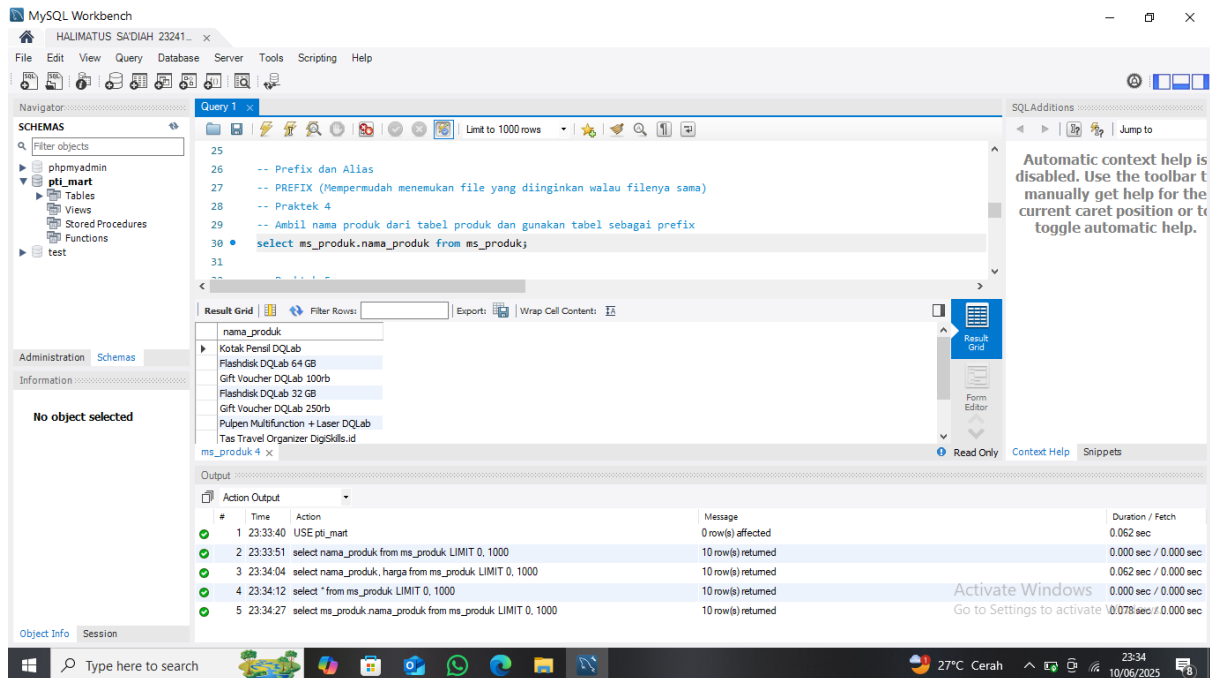 MySQL Workbench
HALIMATUS SA'DIAH 23241...
File Edit View Query Database Server Tools Scripting Help
Navigator
SCHEMAS
Filter objects
phpmyadmin
pti_mart
Tables
Views
Stored Procedures
Functions
test
Administration Schemas
Information
No object selected
Object Info Session
Query 1
Limit to 1000 rows
25
26 -- Prefix dan Alias
27 -- PREFIX (Mempermudah menemukan file yang diinginkan walau filenya sama)
28 -- Praktek 4
29 -- Ambil nama produk dari tabel produk dan gunakan tabel sebagai prefix
30 select ms_produk.nama_produk from ms_produk;
31
Result Grid Filter Rows: Export: Wrap Cell Content:
nama_produk
Kotak Pensil DQLab
Flashdisk DQLab 64 GB
Gift Voucher DQLab 100rb
Flashdisk DQLab 32 GB
Gift Voucher DQLab 250rb
Pulpen Multifunction + Laser DQLab
Tas Travel Organizer DigiSkills.id
Result
Grid
Form
Editor
ms_produk 4
Read Only
SQLAdditions
Jump to
Automatic context help is
disabled. Use the toolbar t
manually get help for the
current caret position or to
toggle automatic help.
Context Help Snippets
Output
Action Output
# Time Action Message Duration / Fetch
1 23:33:40 USE pti_mart 0 row(s) affected 0.062 sec
2 23:33:51 select nama_produk from ms_produk LIMIT 0, 1000 10 row(s) returned 0.000 sec / 0.000 sec
3 23:34:04 select nama_produk, harga from ms_produk LIMIT 0, 1000 10 row(s) returned 0.062 sec / 0.000 sec
4 23:34:12 select * from ms_produk LIMIT 0, 1000 10 row(s) returned 0.000 sec / 0.000 sec
5 23:34:27 select ms_produk.nama_produk from ms_produk LIMIT 0, 1000 10 row(s) returned 0.078 sec / 0.000 sec
Activate Windows
Go to Settings to activate Windows.
Type here to search
27°C Cerah
23:34
10/06/2025